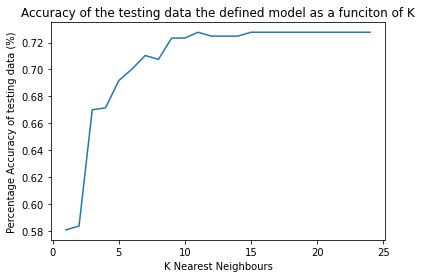 Accuracy of the testing data the defined model as a funciton of K
Percentage Accuracy of testing data (%)
0.72
0.70
0.68
0.66
0.64
0.62
0.60
0.58
0 5 10 15 20 25
K Nearest Neighbours